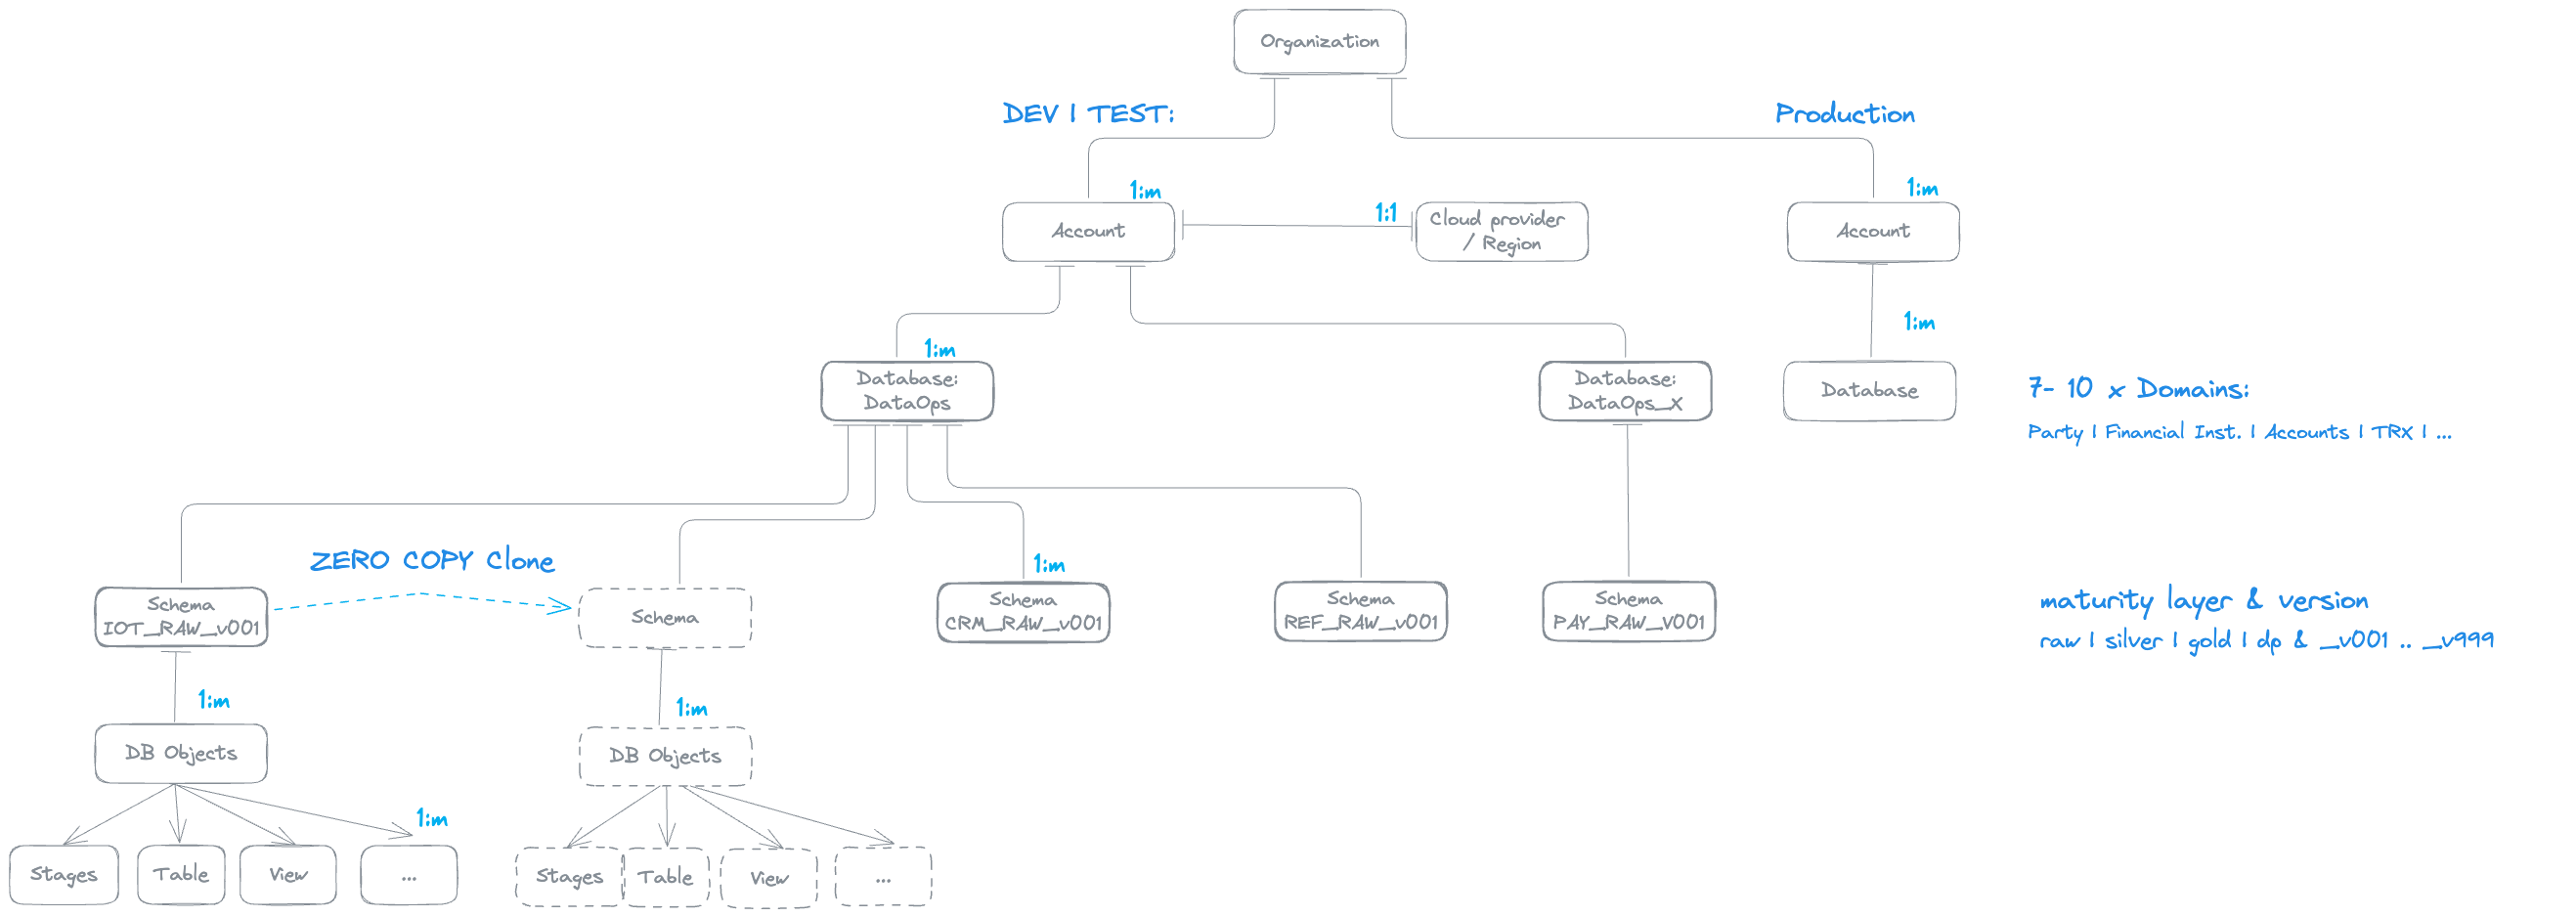 Organization
DEV | TEST:
Production
1:m
1:m
Account
1:1
Cloud provider
/ Region
Account
1:m
1:m
Database:
DataOps
Database:
DataOps_X
Database
7- 10 x Domains:
Party | Financial Inst. | Accounts | TRX | ...
ZERO COPY Clone
1:m
Schema
IOT_RAW_v001
Schema
Schema
CRM_RAW_v001
Schema
REF_RAW_v001
Schema
PAY_RAW_V001
maturity layer & version
raw | silver | gold | dp & _v001 .. _v999
1:m
1:m
DB Objects
DB Objects
1:m
Stages
Table
View
...
Stages
Table
View
...